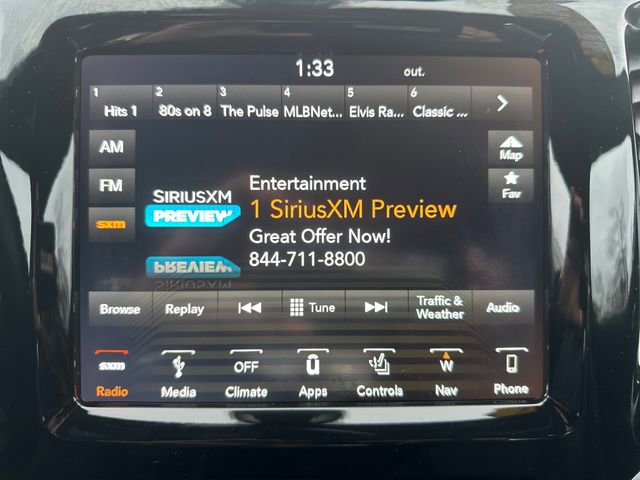 1:33 out.
1 2 3 4 5 6
Hits 1 80s on 8 The Pulse MLBNet... Elvis Ra... Classic ...
AM
Map
FM
Fav
sxm
SIRIUSXM
PREVIEW
Entertainment
1 SiriusXM Preview
Great Offer Now!
844-711-8800
PREVIEW
SIRIUSXM
Browse Replay Tune Traffic & Weather Audio
sxm OFF W
Radio Media Climate Apps Controls Nav Phone